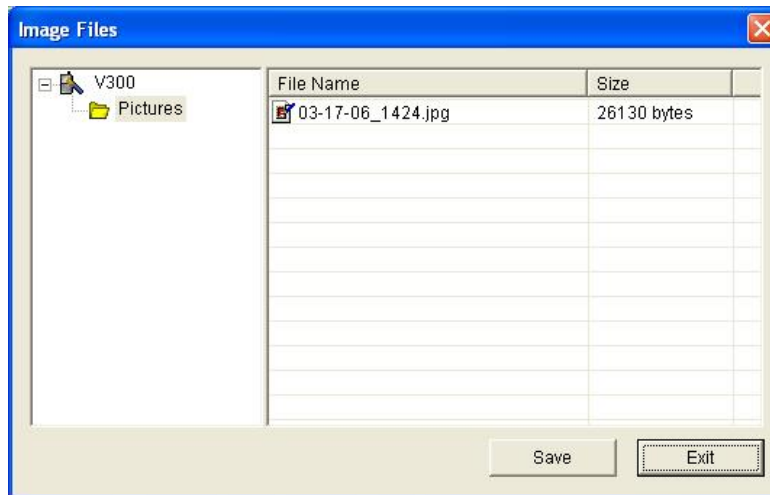 Image Files
V300
Pictures
File Name Size
03-17-06_1424.jpg 26130 bytes
Save Exit